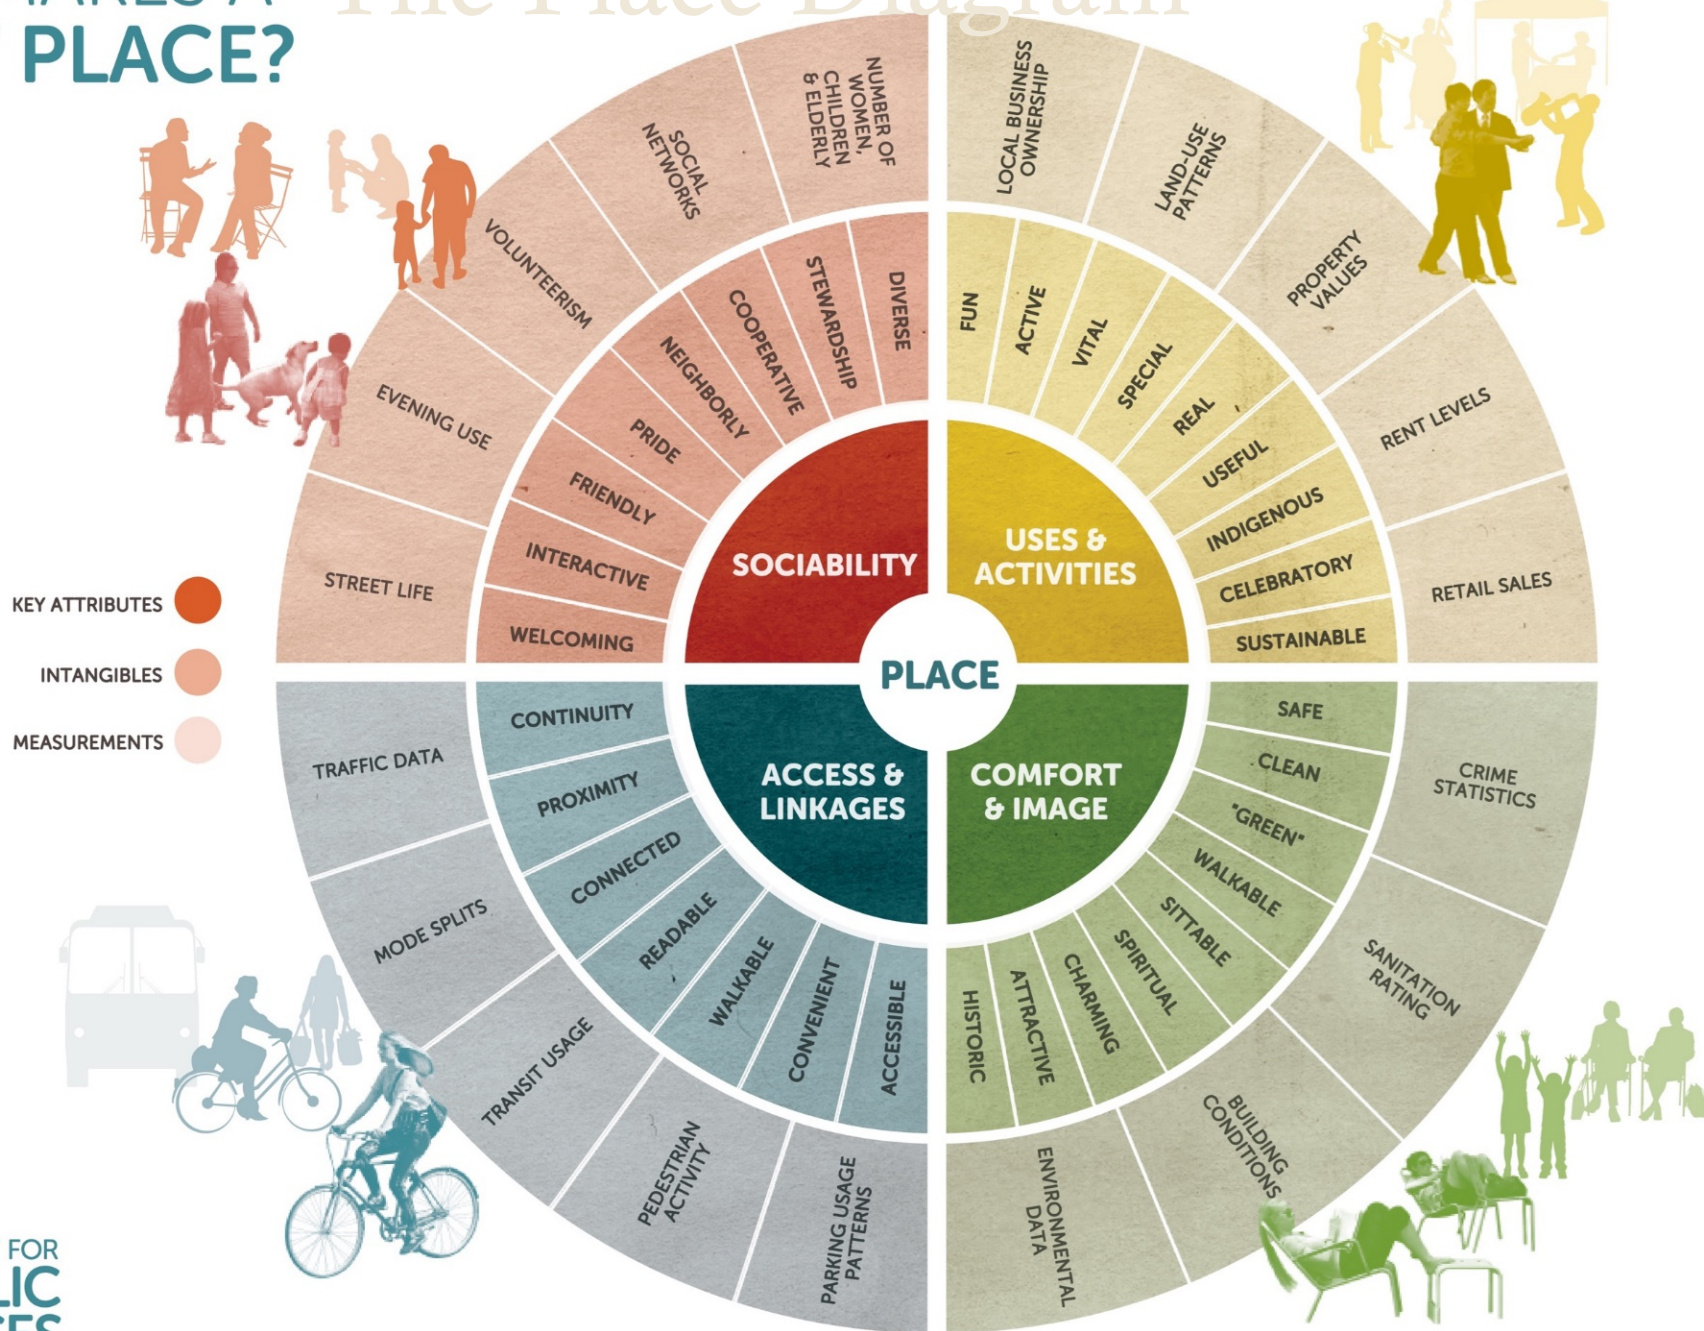 The Place Diagram
MAKES A
PLACE?
KEY ATTRIBUTES
INTANGIBLES
MEASUREMENTS
PLACE
SOCIABILITY
USES &
ACTIVITIES
ACCESS &
LINKAGES
COMFORT
& IMAGE
WELCOMING
INTERACTIVE
FRIENDLY
PRIDE
NEIGHBORLY
COOPERATIVE
STEWARDSHIP
DIVERSE
STREET LIFE
EVENING USE
VOLUNTEERISM
SOCIAL
NETWORKS
NUMBER OF
WOMEN,
CHILDREN
& ELDERLY
FUN
ACTIVE
VITAL
SPECIAL
REAL
USEFUL
INDIGENOUS
CELEBRATORY
SUSTAINABLE
LOCAL BUSINESS
OWNERSHIP
LAND-USE
PATTERNS
PROPERTY
VALUES
RENT LEVELS
RETAIL SALES
SAFE
CLEAN
"GREEN"
WALKABLE
SITTABLE
SPIRITUAL
CHARMING
ATTRACTIVE
HISTORIC
CRIME
STATISTICS
SANITATION
RATING
BUILDING
CONDITIONS
ENVIRONMENTAL
DATA
CONTINUITY
PROXIMITY
CONNECTED
READABLE
WALKABLE
CONVENIENT
ACCESSIBLE
TRAFFIC DATA
MODE SPLITS
TRANSIT USAGE
PEDESTRIAN
ACTIVITY
PARKING USAGE
PATTERNS
FOR
LIC
CES